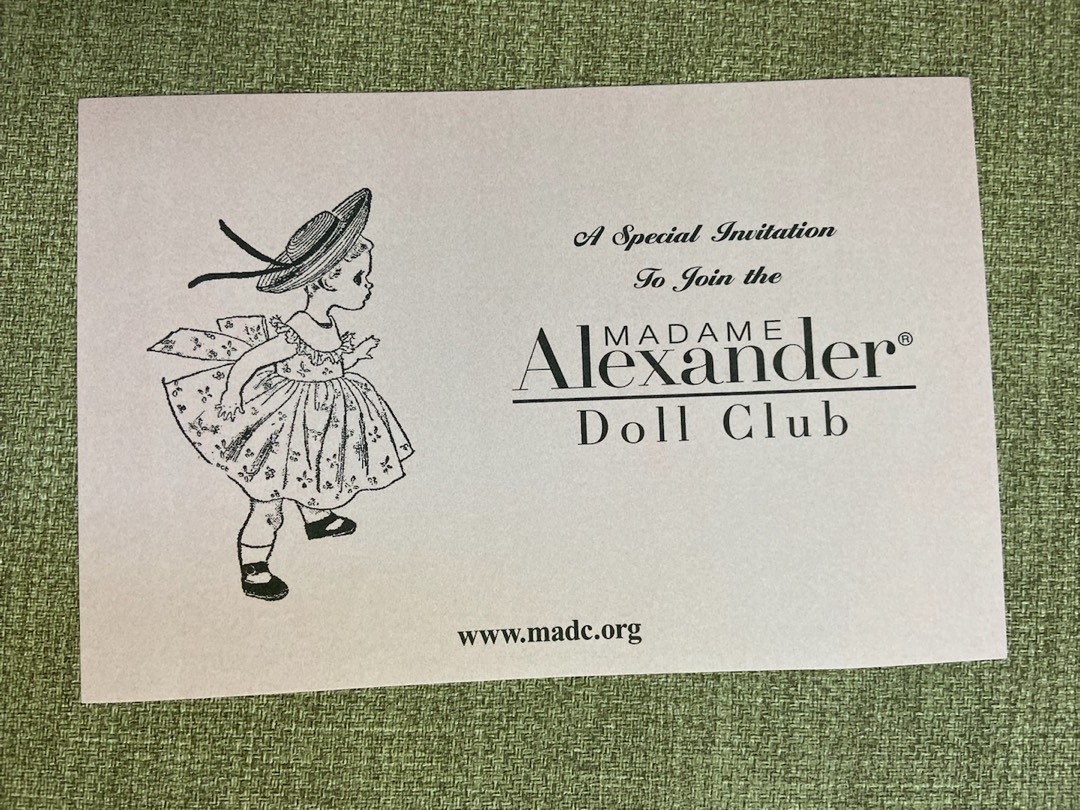 A Special Invitation
To Join the
MADAME
Alexander®
Doll Club
www.madc.org